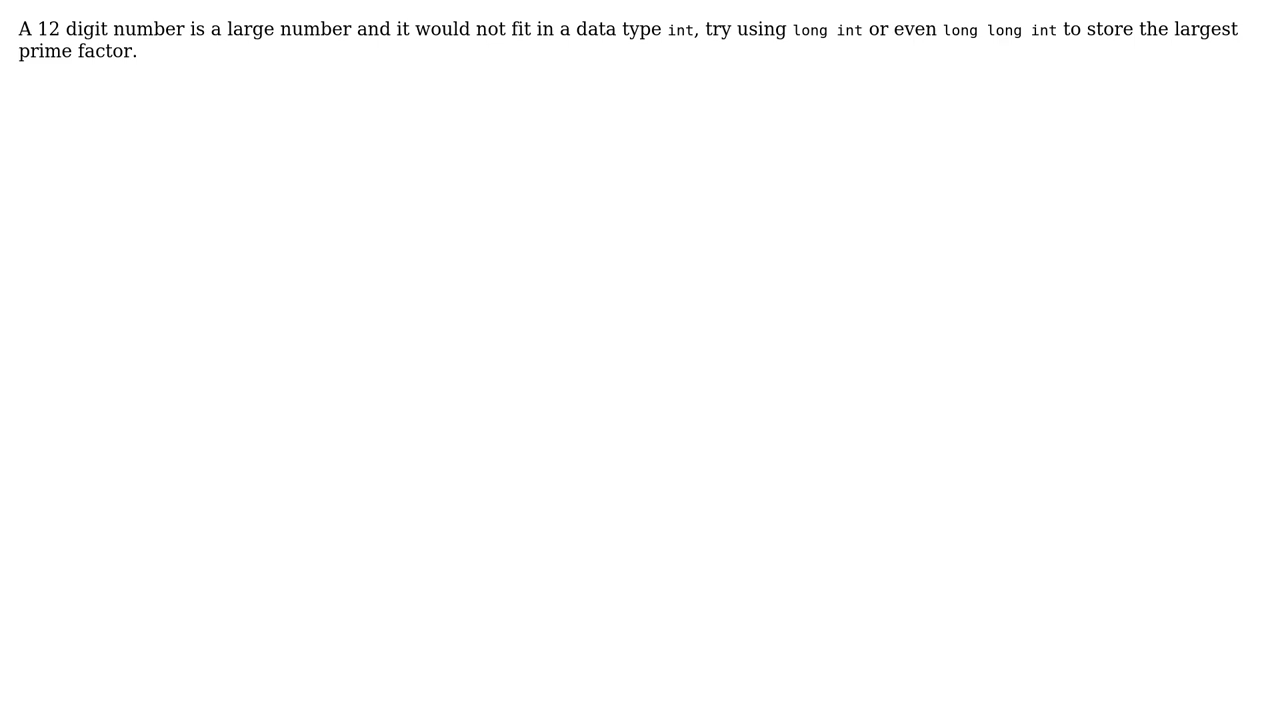 A 12 digit number is a large number and it would not fit in a data type int, try using long int or even long long int to store the largest
prime factor.